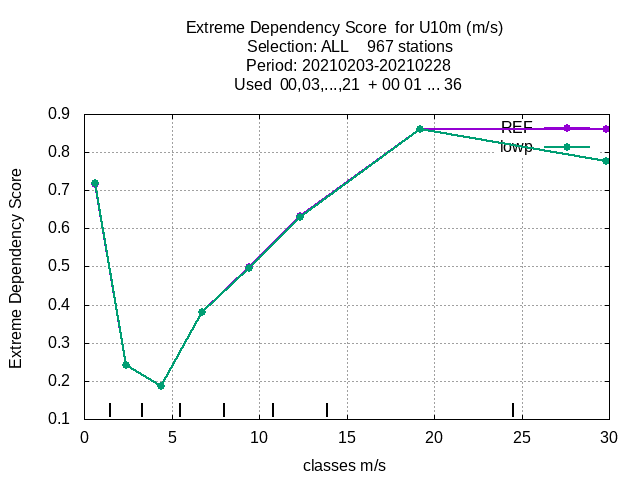 Extreme Dependency Score  for U10m (m/s)
Selection: ALL    967 stations
Period: 20210203-20210228
Used  00,03,...,21  + 00 01 ... 36
Extreme Dependency Score
0.9
0.8
0.7
0.6
0.5
0.4
0.3
0.2
0.1
REF
lowp
0 5 10 15 20 25 30
classes m/s